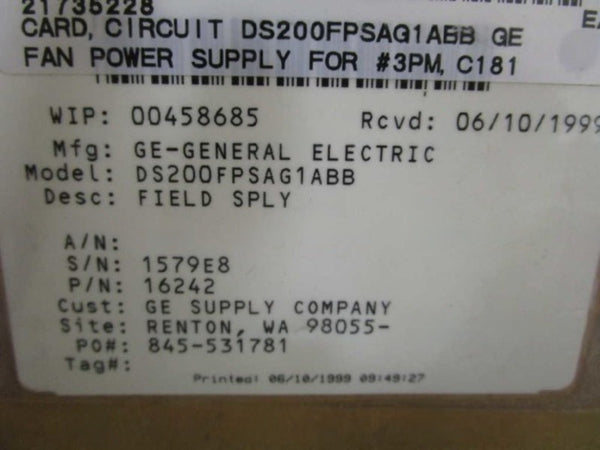 21735228
CARD, CIRCUIT DS200FPSAG1ABB GE
FAN POWER SUPPLY FOR #3PM, C181
WIP: 00458685 Rcvd: 06/10/1999
Mfg: GE-GENERAL ELECTRIC
Model: DS200FPSAG1ABB
Desc: FIELD SPLY
A/N:
S/N: 1579E8
P/N: 16242
Cust: GE SUPPLY COMPANY
Site: RENTON, WA 98055-
PO#: 845-531781
Tag#:
Printed: 06/10/1999 09:49:27